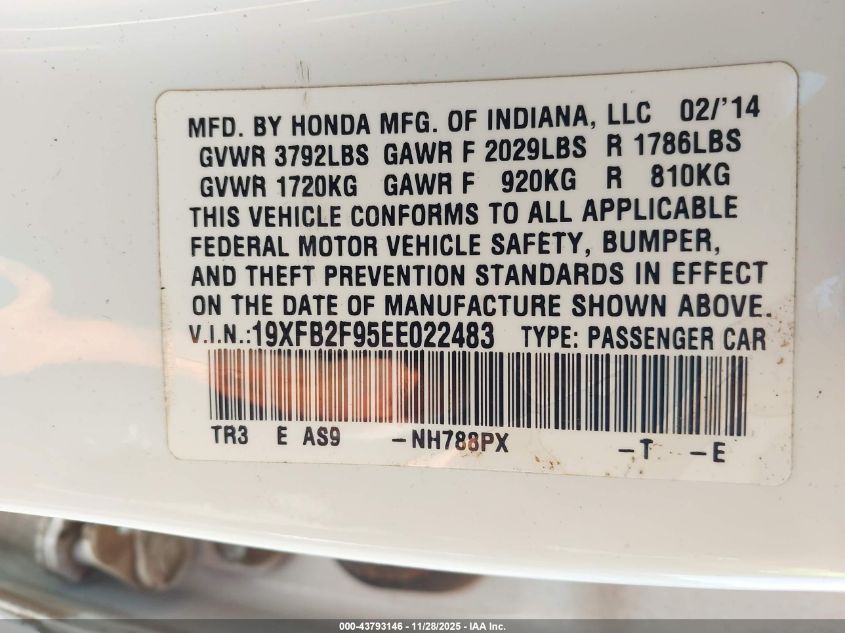 MFD. BY HONDA MFG. OF INDIANA, LLC 02/'14
GVWR 3792LBS GAWR F 2029LBS R 1786LBS
GVWR 1720KG GAWR F 920KG R 810KG
THIS VEHICLE CONFORMS TO ALL APPLICABLE
FEDERAL MOTOR VEHICLE SAFETY, BUMPER,
AND THEFT PREVENTION STANDARDS IN EFFECT
ON THE DATE OF MANUFACTURE SHOWN ABOVE.
V.I.N.:19XFB2F95EE022483 TYPE: PASSENGER CAR
TR3 E AS9 -NH788PX -T -E
000-43793146 - 11/28/2025 - IAA Inc.